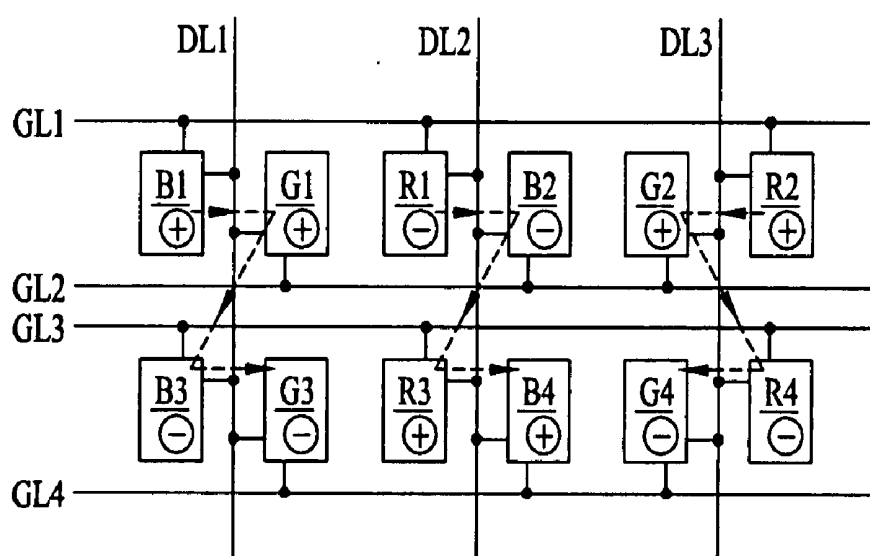 DL1 DL2 DL3
GL1
B1 G1 R1 B2 G2 R2
+ + − − + +
GL2
GL3
B3 G3 R3 B4 G4 R4
− − + + − −
GL4